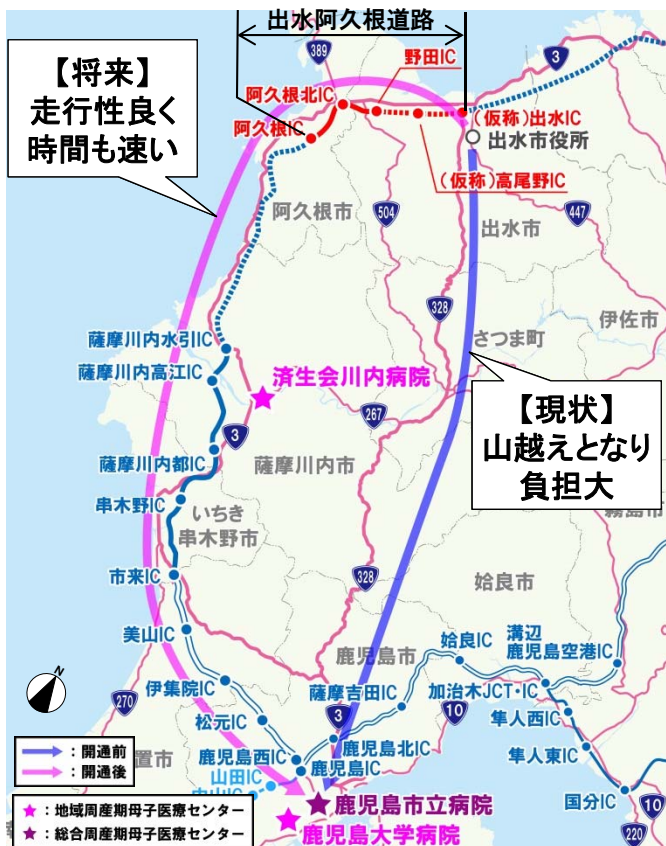 出水阿久根道路
【将来】
走行性良く
時間も速い
389
3
野田IC
阿久根北IC
阿久根IC
(仮称)出水IC
出水市役所
(仮称)高尾野IC
阿久根市
504
447
出水市
328
伊佐市
さつま町
薩摩川内水引IC
薩摩川内高江IC
済生会川内病院
267
【現状】
山越えとなり
負担大
3
薩摩川内都IC
薩摩川内市
串木野IC
いちき
串木野市
霧島市
市来IC
328
姶良市
美山IC
鹿児島市
姶良IC
溝辺
鹿児島空港IC
N
伊集院IC
薩摩吉田IC
加治木JCT・IC
270
松元IC
3
10
隼人西IC
鹿児島北IC
:開通前
:開通後
置市
鹿児島西IC
鹿児島IC
隼人東IC
山田IC
中山IC
国分IC
10
★:地域周産期母子医療センター
★:総合周産期母子医療センター
鹿児島市立病院
鹿児島大学病院
220